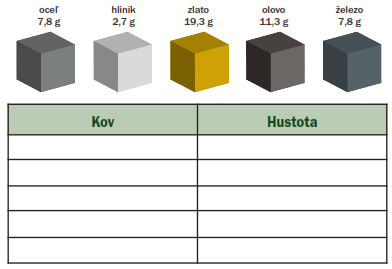 oceľ hliník zlato olovo železo
7,8 g 2,7 g 19,3 g 11,3 g 7,8 g
Kov Hustota